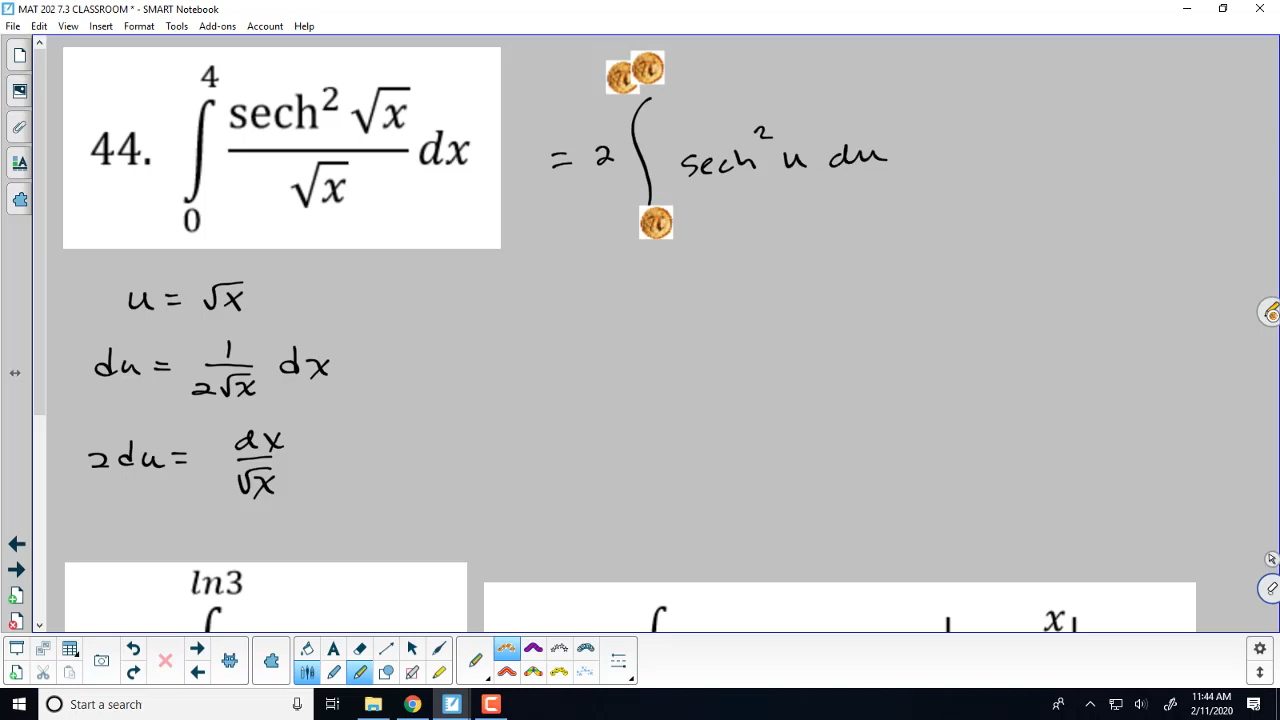 MAT 202 7.3 CLASSROOM * - SMART Notebook
File Edit View Insert Format Tools Add-ons Account Help
44. ∫₀⁴ sech² √x / √x dx
= 2 ∫ sech² u du
π π
π
u = √x
du = 1 / 2√x dx
2 du = dx / √x
ln3
∫
∫ | x |
A
A
Start a search
11:44 AM
2/11/2020